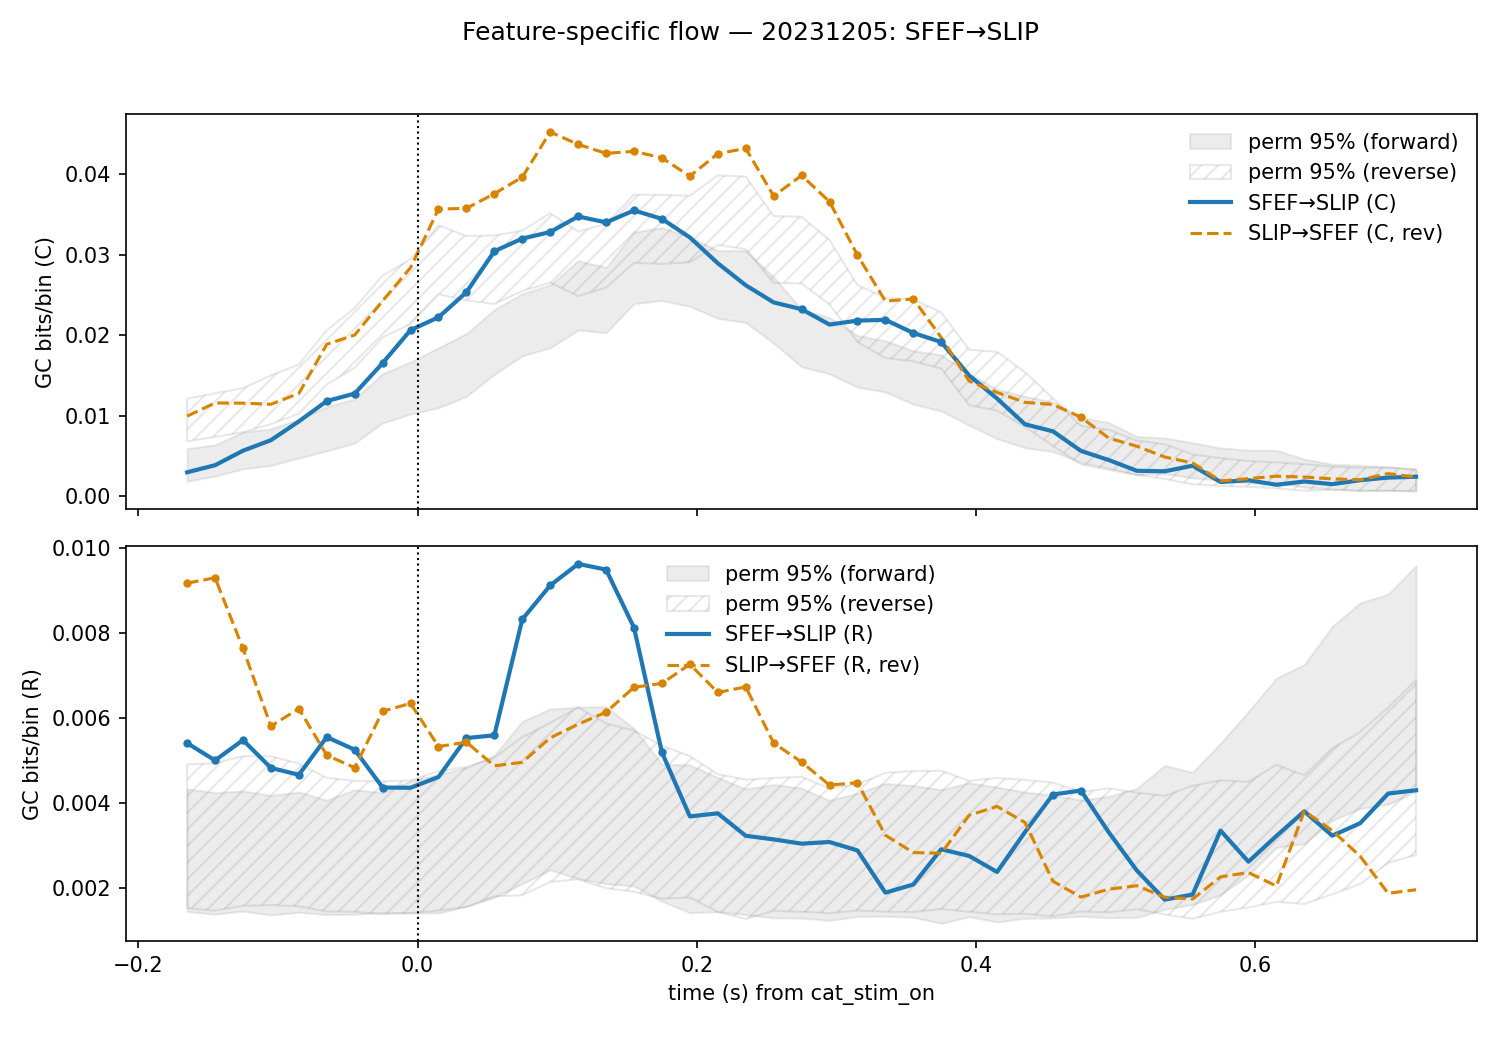 Feature-specific flow — 20231205: SFEF→SLIP
GC bits/bin (C)
0.04
0.03
0.02
0.01
0.00
perm 95% (forward)
perm 95% (reverse)
SFEF→SLIP (C)
SLIP→SFEF (C, rev)
GC bits/bin (R)
0.010
0.008
0.006
0.004
0.002
perm 95% (forward)
perm 95% (reverse)
SFEF→SLIP (R)
SLIP→SFEF (R, rev)
−0.2
0.0
0.2
0.4
0.6
time (s) from cat_stim_on